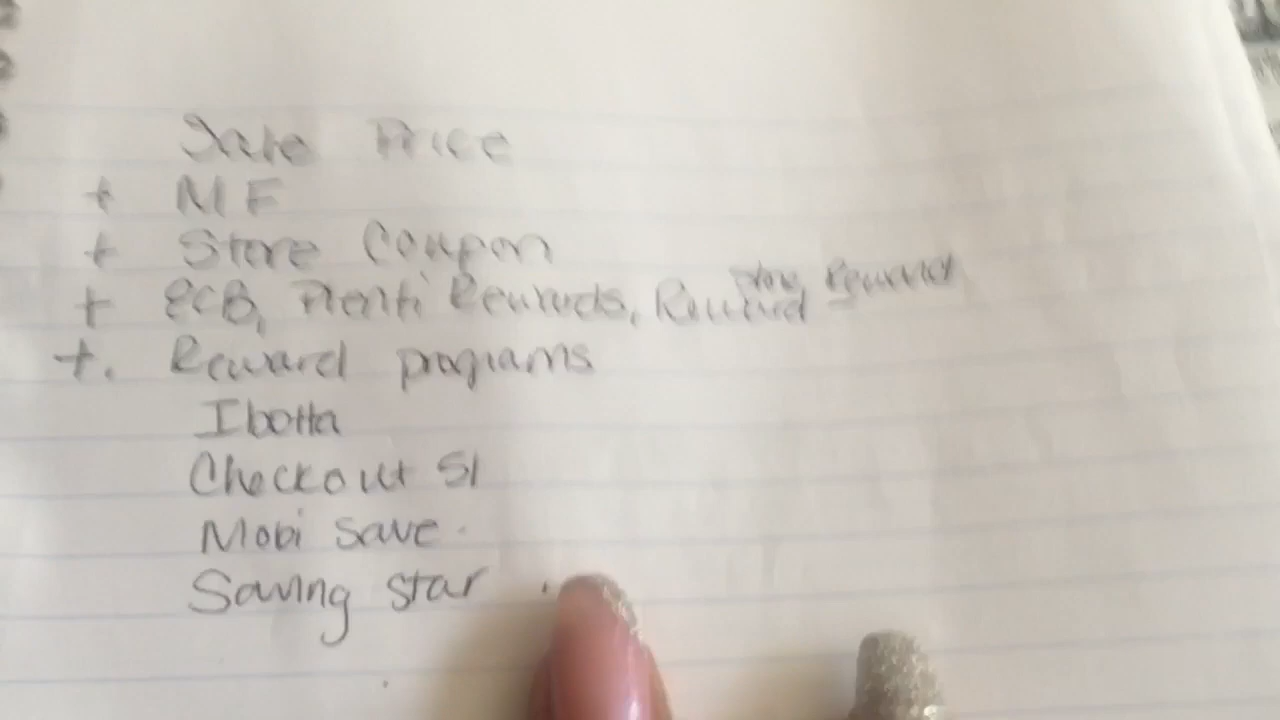 Sale Price
+ MF
+ Store Coupon
+ ECB, Plenti Rewards, Reward
Reward
+. Reward programs
Ibotta
Checkout 51
Mobi Save
Saving Star